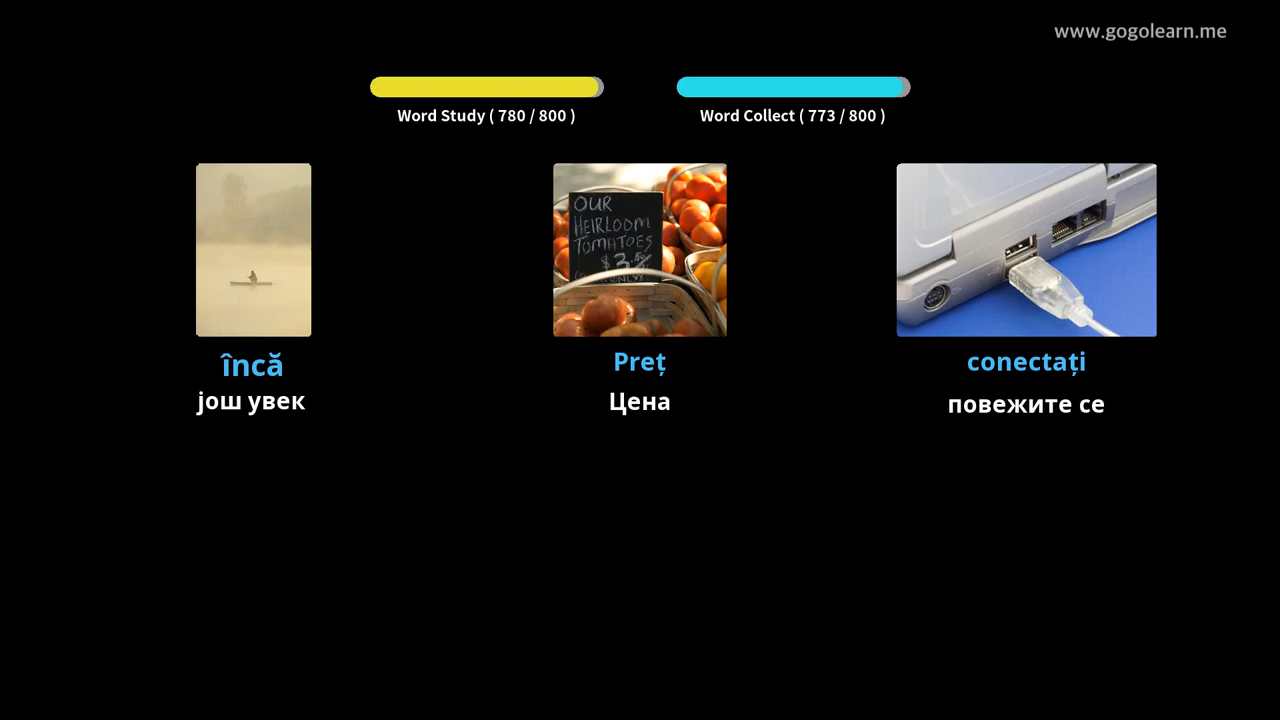 www.gogolearn.me
Word Study ( 780 / 800 )
Word Collect ( 773 / 800 )
OUR
HEIRLOOM
TOMATOES
încă
Preț
conectați
још увек
Цена
повежите се